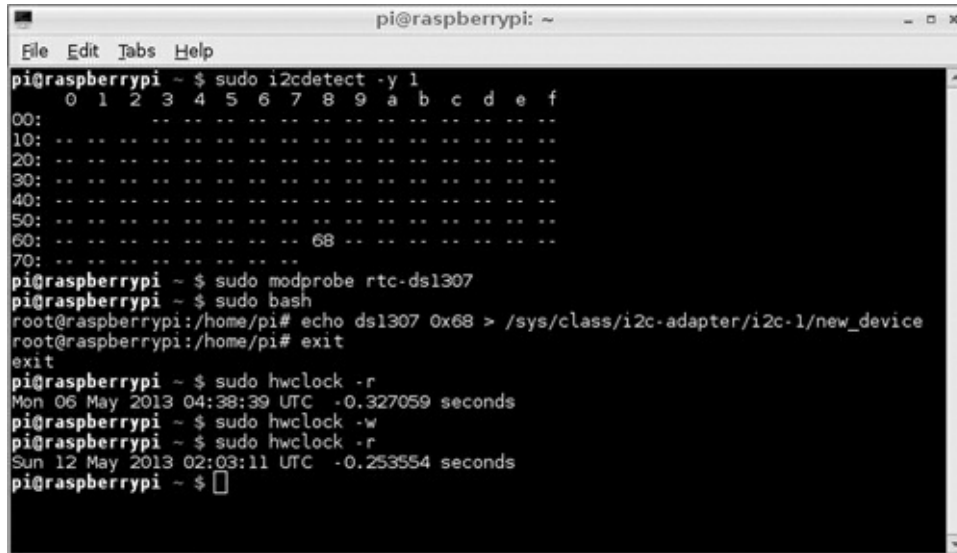 pi@raspberrypi: ~
File Edit Tabs Help
pi@raspberrypi ~ $ sudo i2cdetect -y 1
     0  1  2  3  4  5  6  7  8  9  a  b  c  d  e  f
00:          -- -- -- -- -- -- -- -- -- -- -- -- --
10: -- -- -- -- -- -- -- -- -- -- -- -- -- -- -- --
20: -- -- -- -- -- -- -- -- -- -- -- -- -- -- -- --
30: -- -- -- -- -- -- -- -- -- -- -- -- -- -- -- --
40: -- -- -- -- -- -- -- -- -- -- -- -- -- -- -- --
50: -- -- -- -- -- -- -- -- -- -- -- -- -- -- -- --
60: -- -- -- -- -- -- -- -- 68 -- -- -- -- -- -- --
70: -- -- -- -- -- -- -- --
pi@raspberrypi ~ $ sudo modprobe rtc-ds1307
pi@raspberrypi ~ $ sudo bash
root@raspberrypi:/home/pi# echo ds1307 0x68 > /sys/class/i2c-adapter/i2c-1/new_device
root@raspberrypi:/home/pi# exit
exit
pi@raspberrypi ~ $ sudo hwclock -r
Mon 06 May 2013 04:38:39 UTC  -0.327059 seconds
pi@raspberrypi ~ $ sudo hwclock -w
pi@raspberrypi ~ $ sudo hwclock -r
Sun 12 May 2013 02:03:11 UTC  -0.253554 seconds
pi@raspberrypi ~ $